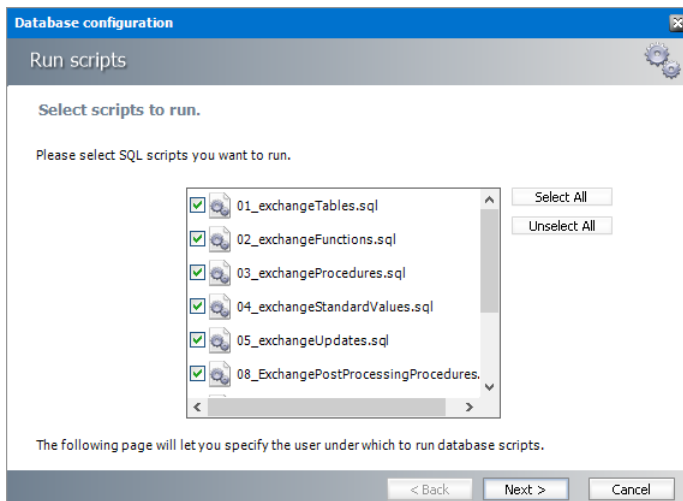 Database configuration
Run scripts
Select scripts to run.
Please select SQL scripts you want to run.
01_exchangeTables.sql
02_exchangeFunctions.sql
03_exchangeProcedures.sql
04_exchangeStandardValues.sql
05_exchangeUpdates.sql
08_ExchangePostProcessingProcedures.
Select All
Unselect All
The following page will let you specify the user under which to run database scripts.
< Back
Next >
Cancel